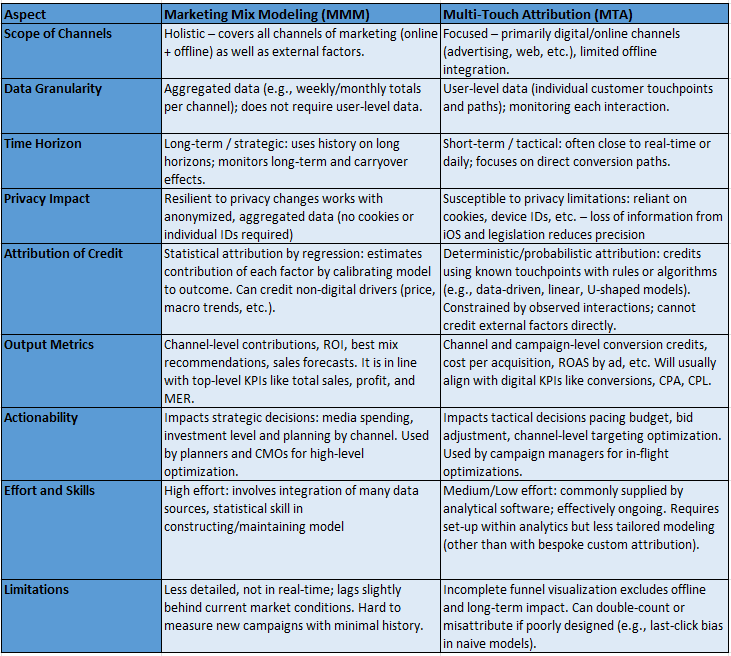 Aspect
Marketing Mix Modeling (MMM)
Multi-Touch Attribution (MTA)
Scope of Channels
Holistic – covers all channels of marketing (online
+ offline) as well as external factors.
Focused – primarily digital/online channels
(advertising, web, etc.), limited offline
integration.
Data Granularity
Aggregated data (e.g., weekly/monthly totals
per channel); does not require user-level data.
User-level data (individual customer touchpoints
and paths); monitoring each interaction.
Time Horizon
Long-term / strategic: uses history on long
horizons; monitors long-term and carryover
effects.
Short-term / tactical: often close to real-time or
daily; focuses on direct conversion paths.
Privacy Impact
Resilient to privacy changes works with
anonymized, aggregated data (no cookies or
individual IDs required)
Susceptible to privacy limitations: reliant on
cookies, device IDs, etc. – loss of information from
iOS and legislation reduces precision
Attribution of Credit
Statistical attribution by regression: estimates
contribution of each factor by calibrating model
to outcome. Can credit non-digital drivers (price,
macro trends, etc.).
Deterministic/probabilistic attribution: credits
using known touchpoints with rules or algorithms
(e.g., data-driven, linear, U-shaped models).
Constrained by observed interactions; cannot
credit external factors directly.
Output Metrics
Channel-level contributions, ROI, best mix
recommendations, sales forecasts. It is in line
with top-level KPIs like total sales, profit, and
MER.
Channel and campaign-level conversion credits,
cost per acquisition, ROAS by ad, etc. Will usually
align with digital KPIs like conversions, CPA, CPL.
Actionability
Impacts strategic decisions: media spending,
investment level and planning by channel. Used
by planners and CMOs for high-level
optimization.
Impacts tactical decisions pacing budget, bid
adjustment, channel-level targeting optimization.
Used by campaign managers for in-flight
optimizations.
Effort and Skills
High effort: involves integration of many data
sources, statistical skill in
constructing/maintaining model
Medium/Low effort: commonly supplied by
analytical software; effectively ongoing. Requires
set-up within analytics but less tailored modeling
(other than with bespoke custom attribution).
Limitations
Less detailed, not in real-time; lags slightly
behind current market conditions. Hard to
measure new campaigns with minimal history.
Incomplete funnel visualization excludes offline
and long-term impact. Can double-count or
misattribute if poorly designed (e.g., last-click bias
in naive models).